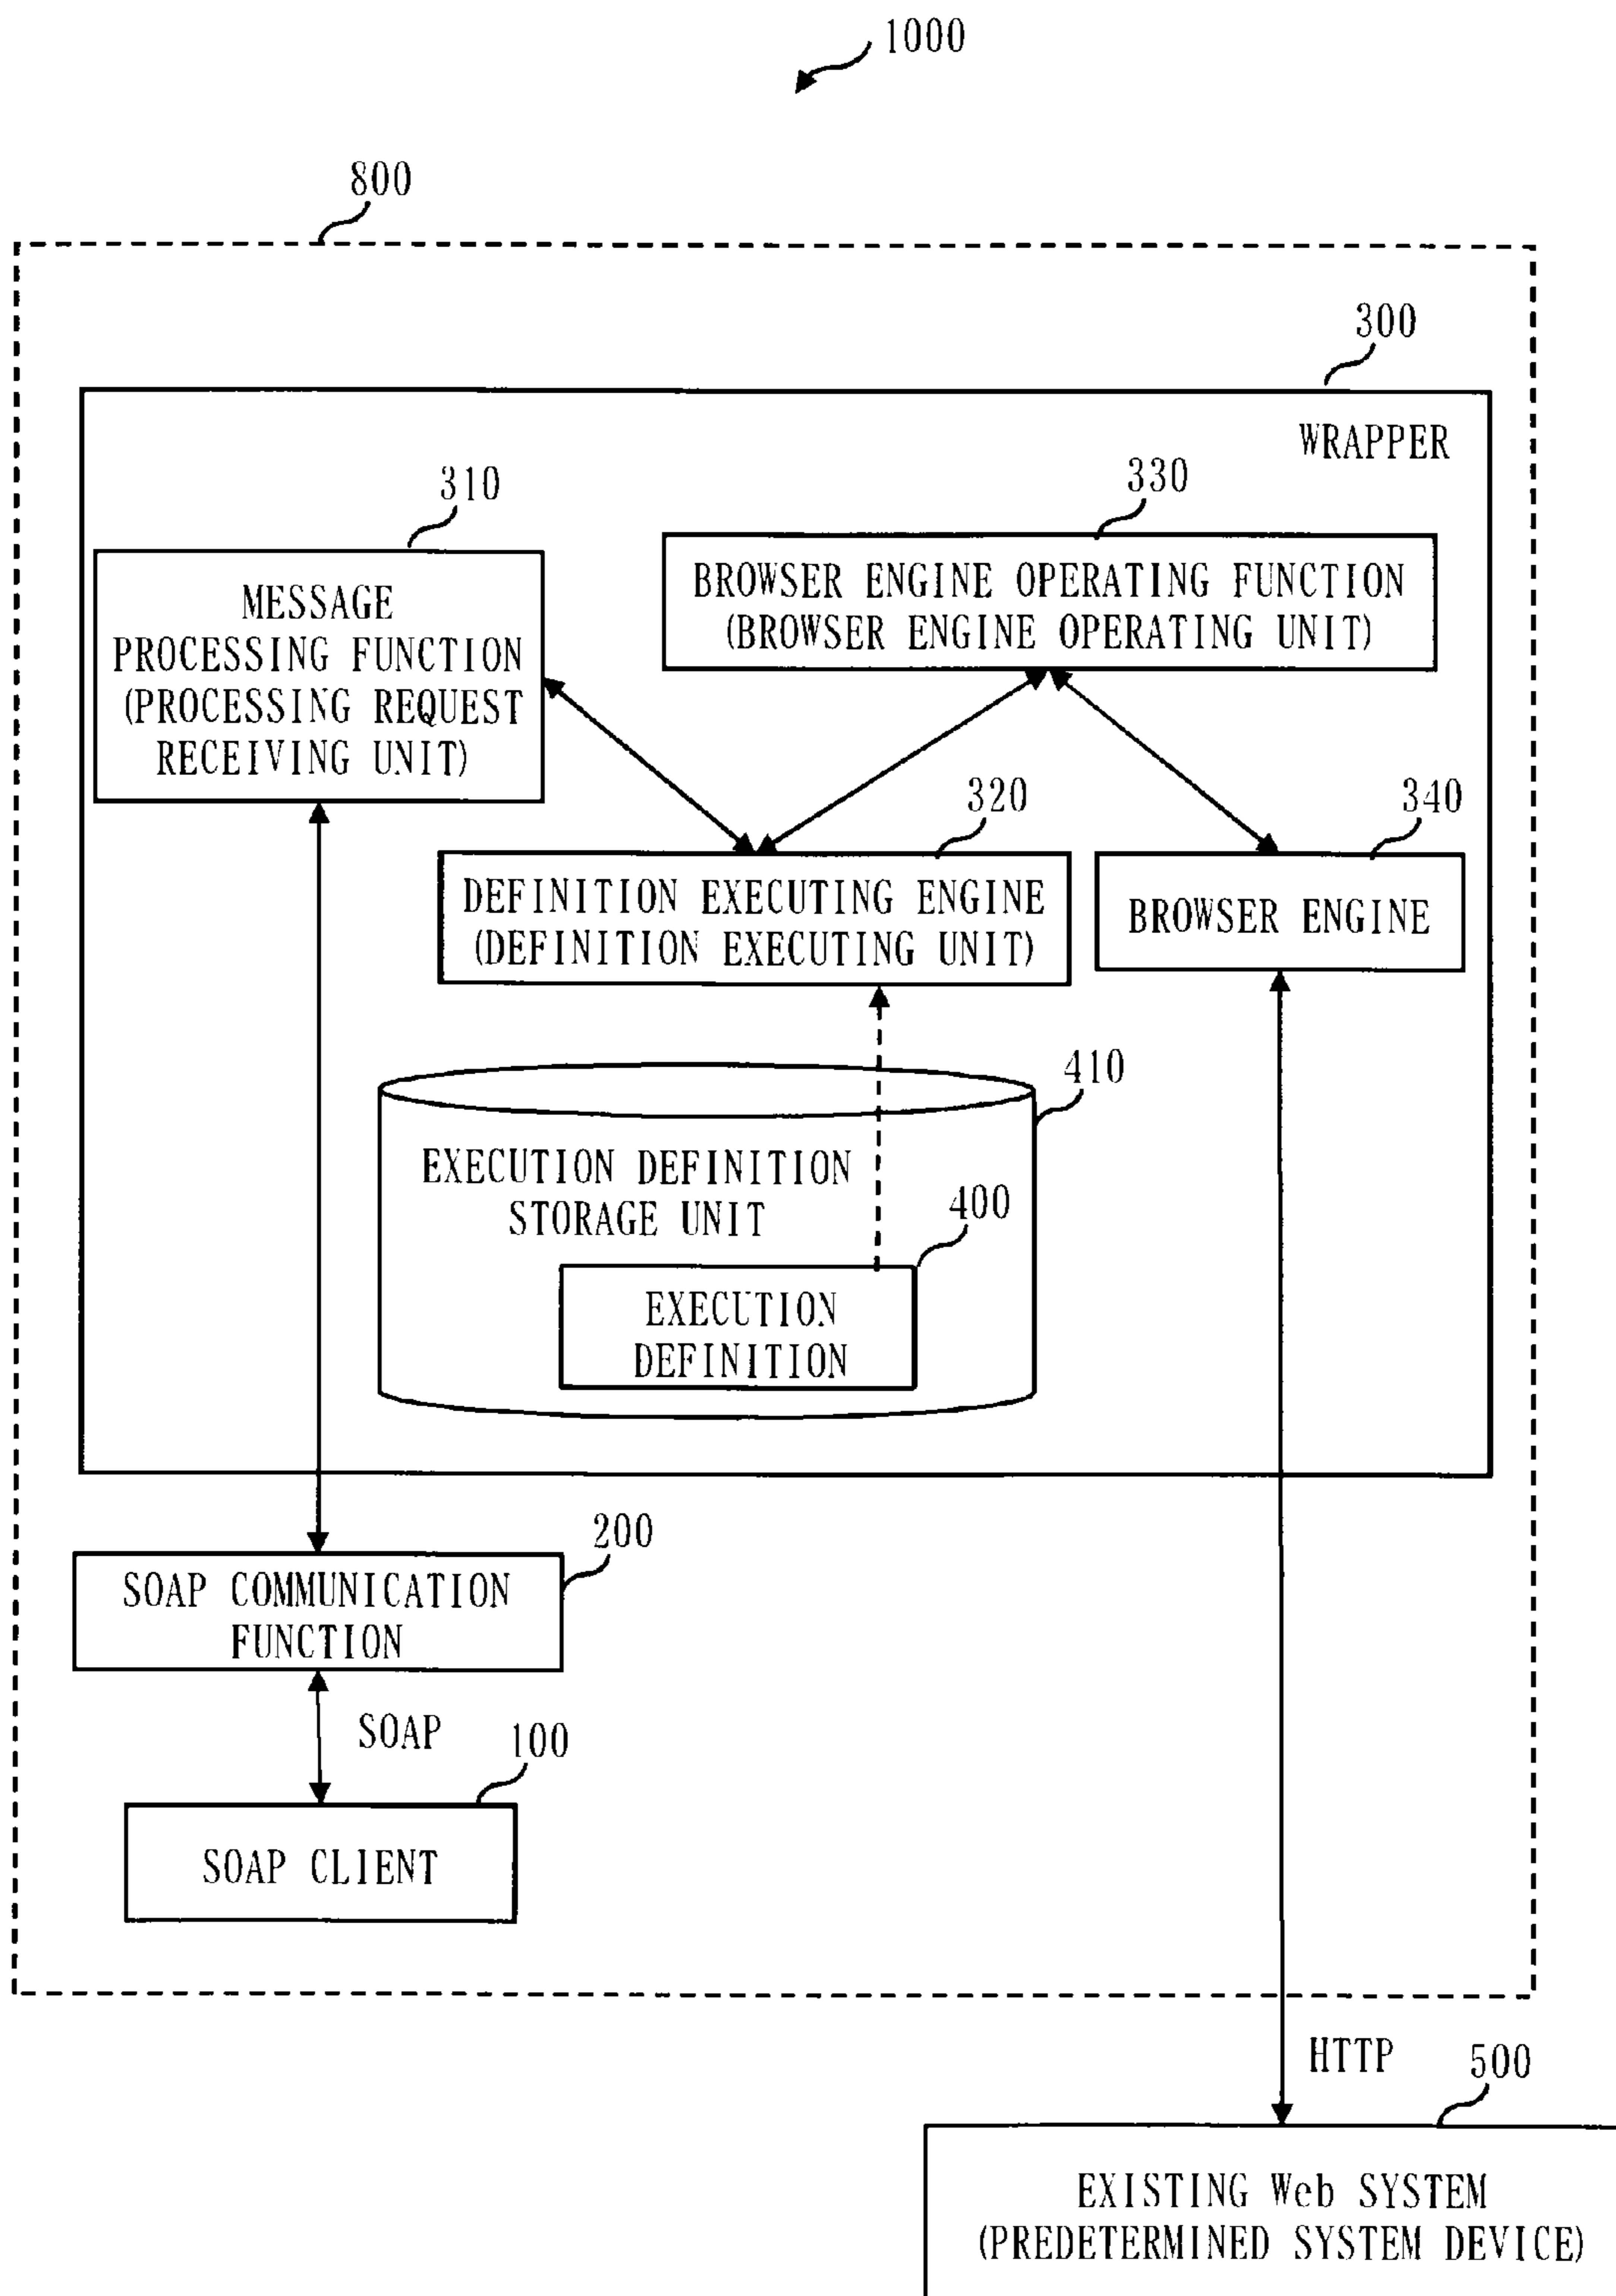 1000
800
300
WRAPPER
310
330
MESSAGE
PROCESSING FUNCTION
(PROCESSING REQUEST
RECEIVING UNIT)
BROWSER ENGINE OPERATING FUNCTION
(BROWSER ENGINE OPERATING UNIT)
320
340
DEFINITION EXECUTING ENGINE
(DEFINITION EXECUTING UNIT)
BROWSER ENGINE
410
EXECUTION DEFINITION
STORAGE UNIT
400
EXECUTION
DEFINITION
200
SOAP COMMUNICATION
FUNCTION
SOAP
100
SOAP CLIENT
HTTP
500
EXISTING Web SYSTEM
(PREDETERMINED SYSTEM DEVICE)